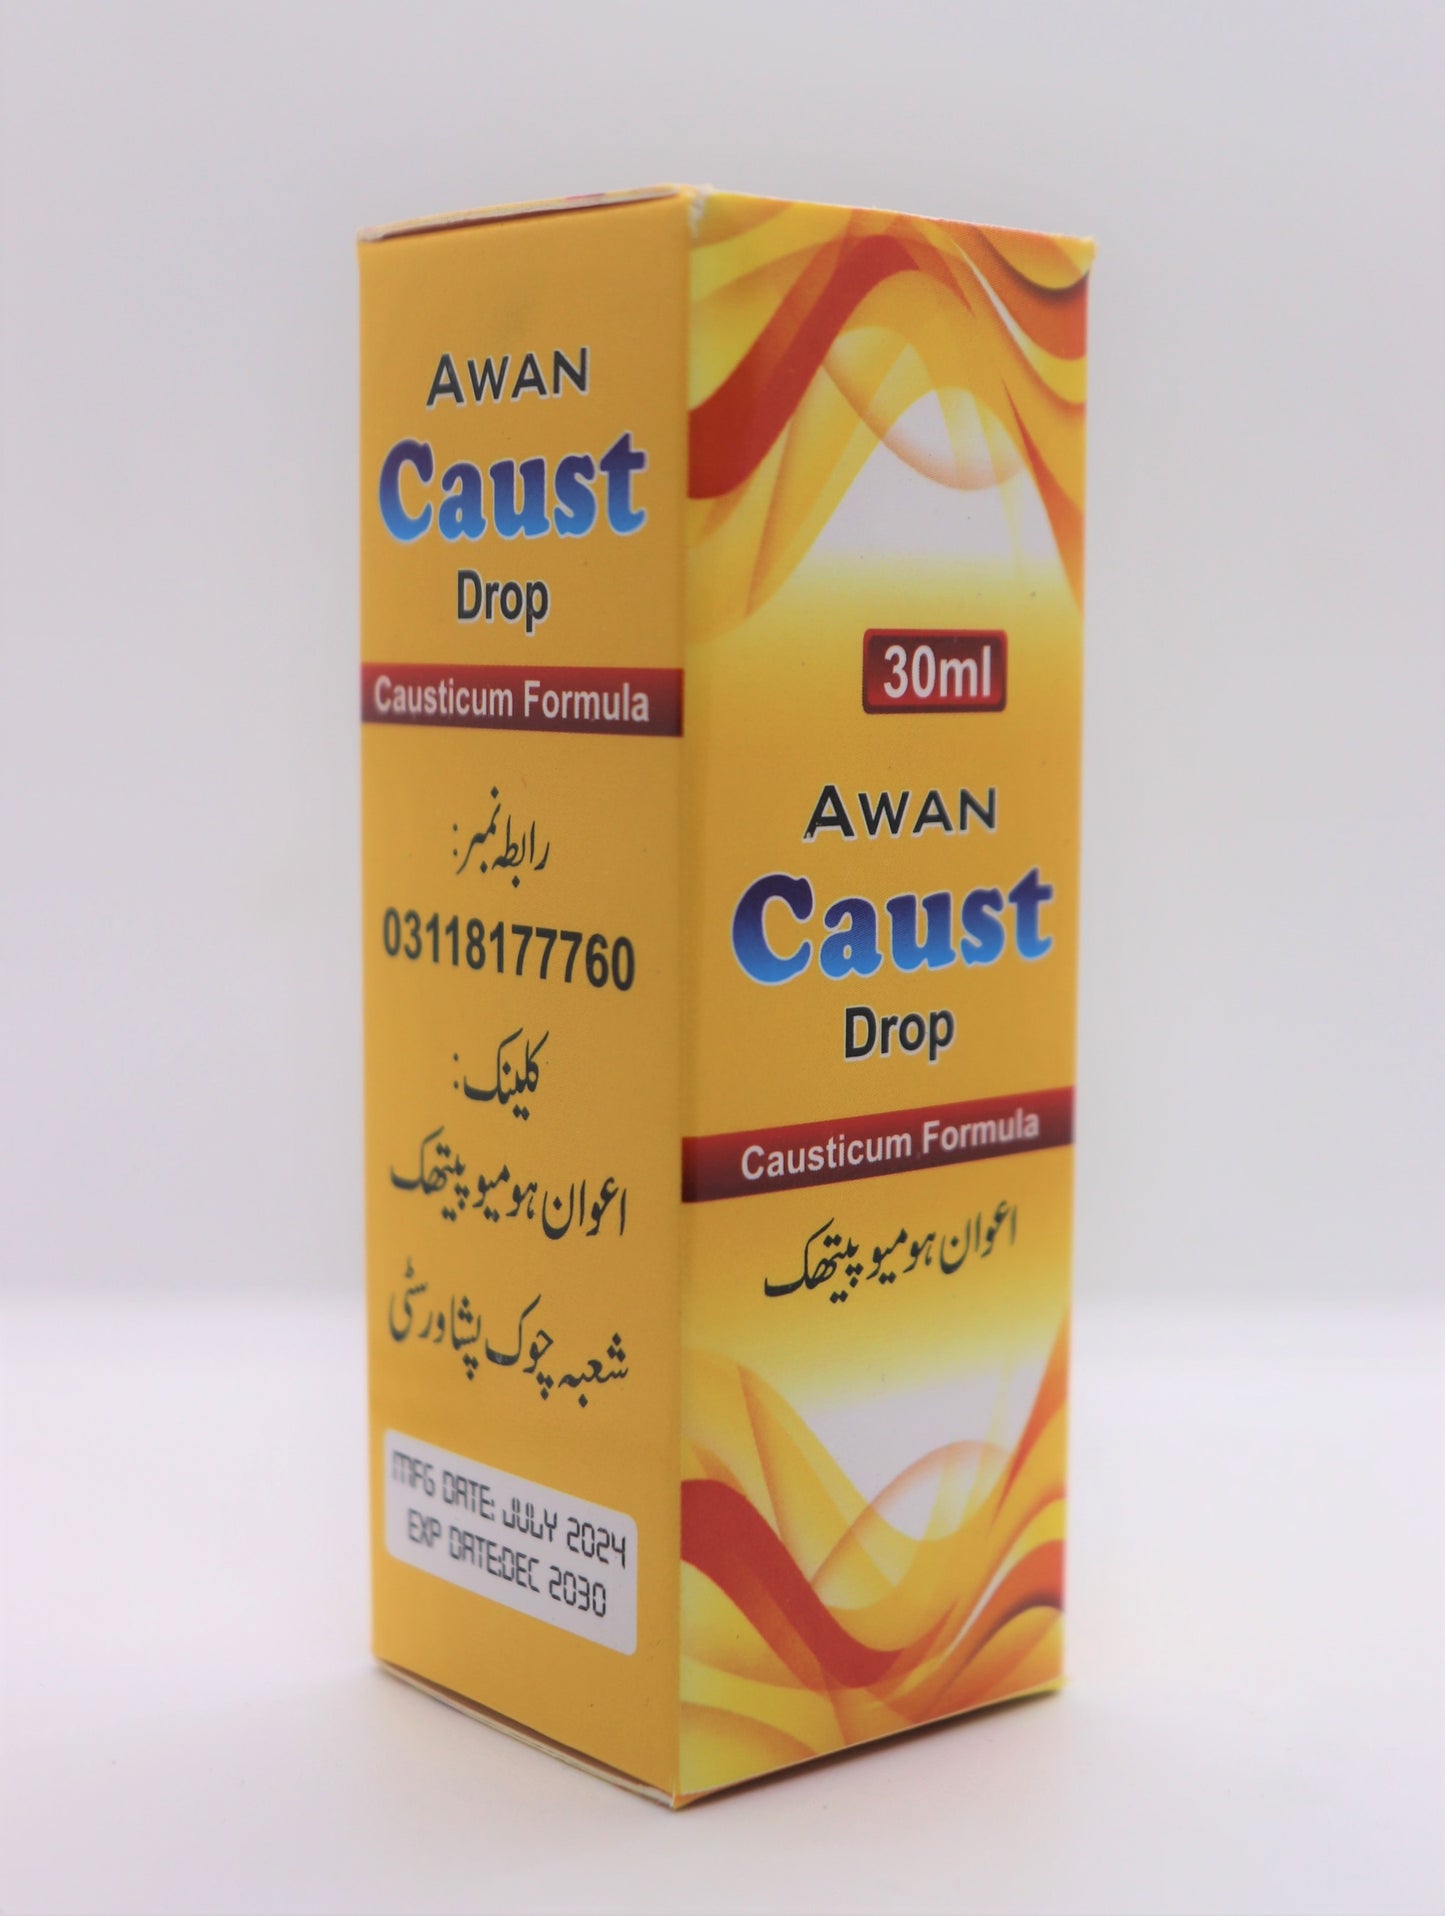 AWAN
Caust
Drop
Causticum Formula
رابطہ نمبر:
03118177760
کلینک:
اعوان ہومیو پیتھک
شعبہ چوک پشاور سٹی
MFG DATE: JULY 2024
EXP DATE:DEC 2030
30ml
AWAN
Caust
Drop
Causticum Formula
اعوان ہومیو پیتھک